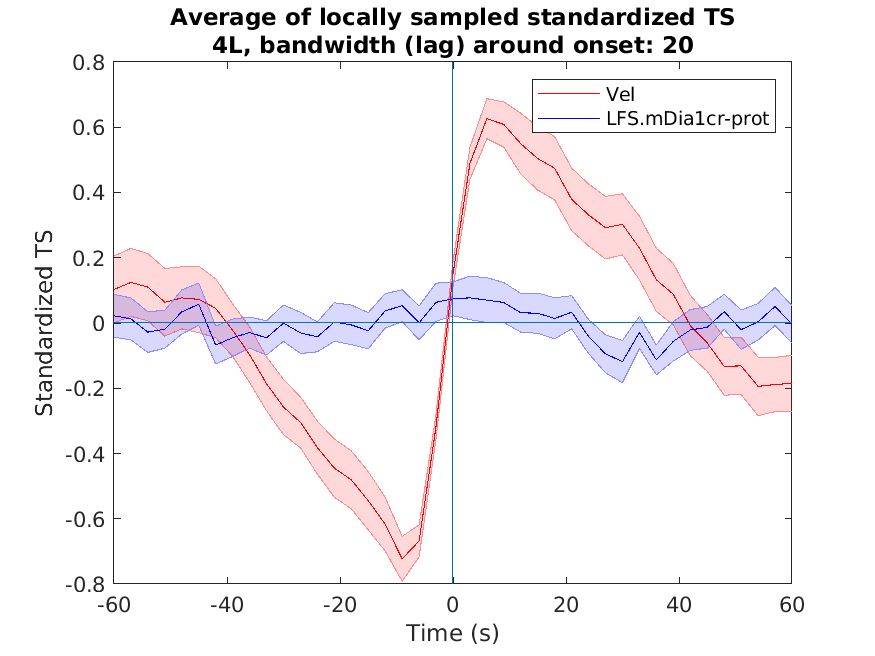 Average of locally sampled standardized TS
4L, bandwidth (lag) around onset: 20
Vel
LFS.mDia1cr-prot
Standardized TS
0.8
0.6
0.4
0.2
0
-0.2
-0.4
-0.6
-0.8
-60
-40
-20
0
20
40
60
Time (s)